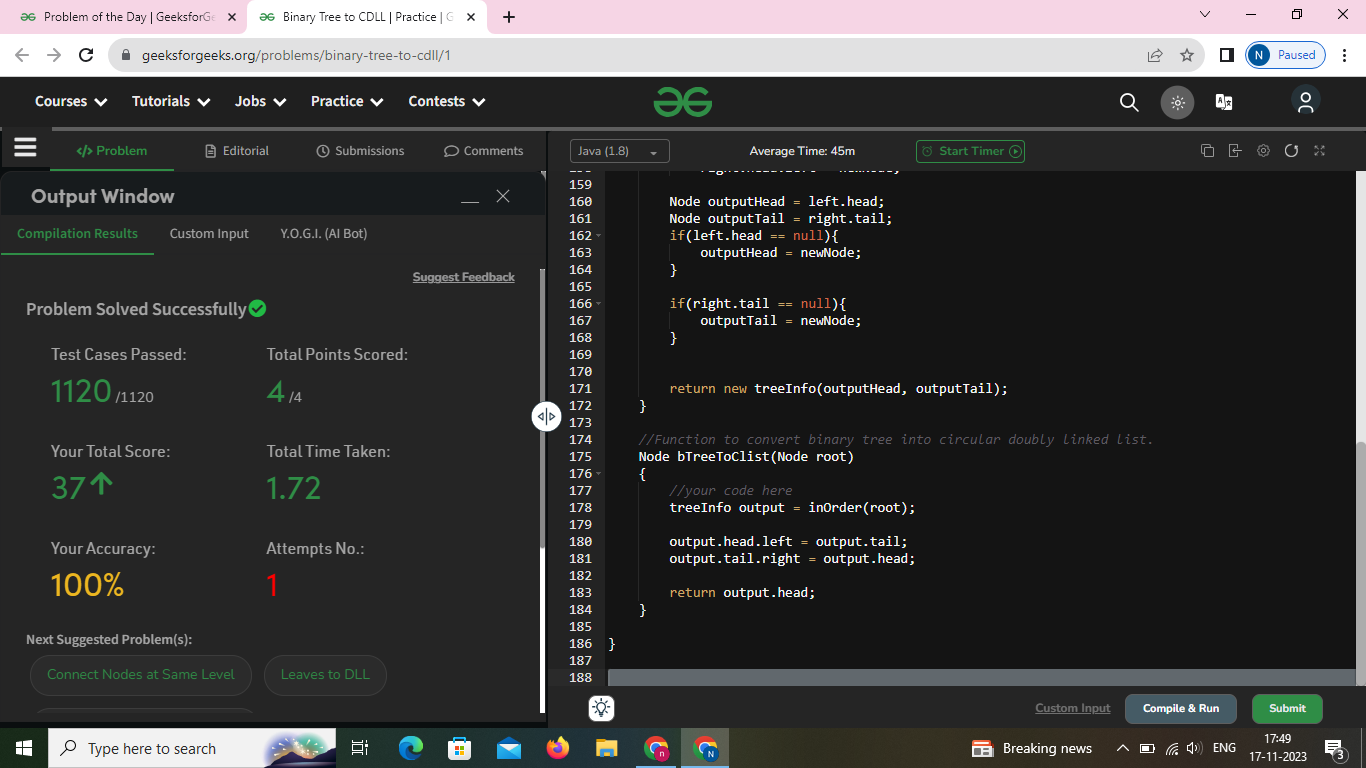 Problem of the Day | GeeksforGe
Binary Tree to CDLL | Practice | G
geeksforgeeks.org/problems/binary-tree-to-cdll/1
N Paused
Courses Tutorials Jobs Practice Contests
</> Problem Editorial Submissions Comments
Java (1.8) Average Time: 45m Start Timer
Output Window
Compilation Results Custom Input Y.O.G.I. (AI Bot)
Suggest Feedback
Problem Solved Successfully
Test Cases Passed: Total Points Scored:
1120 /1120 4 /4
Your Total Score: Total Time Taken:
37 1.72
Your Accuracy: Attempts No.:
100% 1
Next Suggested Problem(s):
Connect Nodes at Same Level Leaves to DLL
159
160 Node outputHead = left.head;
161 Node outputTail = right.tail;
162 if(left.head == null){
163 outputHead = newNode;
164 }
165
166 if(right.tail == null){
167 outputTail = newNode;
168 }
169
170
171 return new treeInfo(outputHead, outputTail);
172 }
173
174 //Function to convert binary tree into circular doubly linked list.
175 Node bTreeToClist(Node root)
176 {
177 //your code here
178 treeInfo output = inOrder(root);
179
180 output.head.left = output.tail;
181 output.tail.right = output.head;
182
183 return output.head;
184 }
185
186 }
187
188
Custom Input Compile & Run Submit
Type here to search
n
N
Breaking news
ENG
17:49
17-11-2023
3